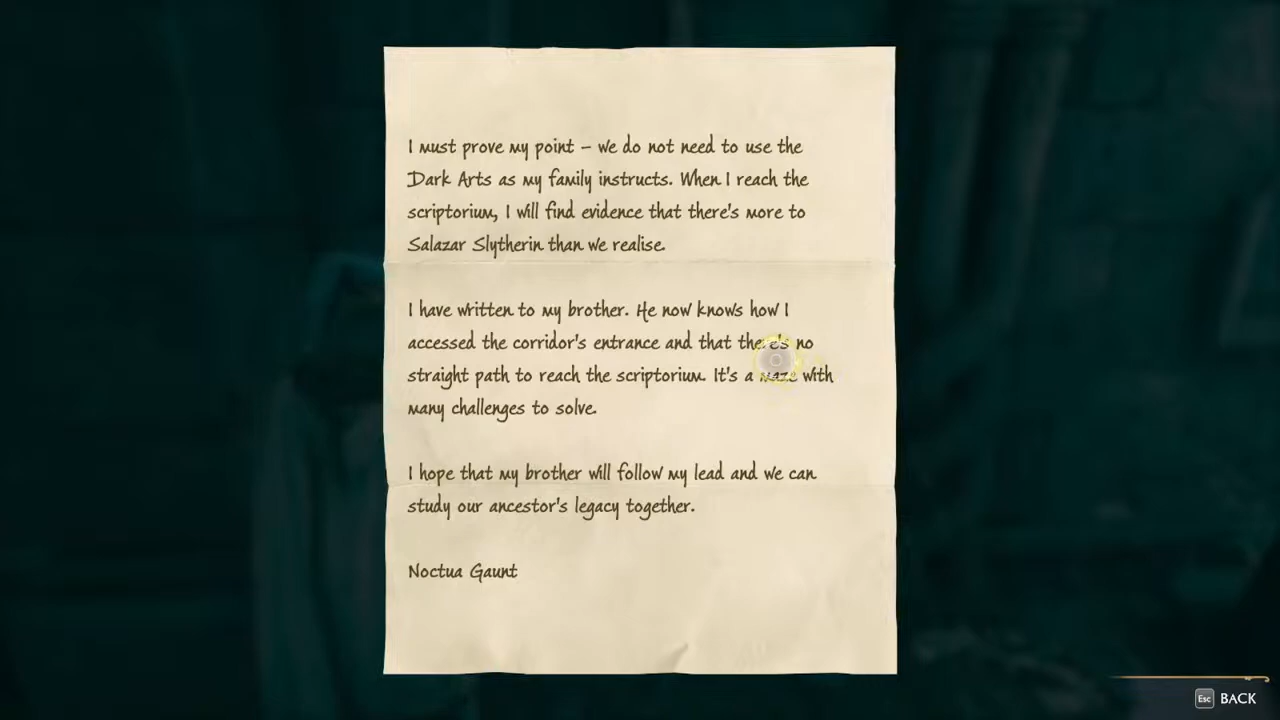 I must prove my point – we do not need to use the
Dark Arts as my family instructs. When I reach the
scriptorium, I will find evidence that there's more to
Salazar Slytherin than we realise.
I have written to my brother. He now knows how I
accessed the corridor's entrance and that there's no
straight path to reach the scriptorium. It's a maze with
many challenges to solve.
I hope that my brother will follow my lead and we can
study our ancestor's legacy together.
Noctua Gaunt
Esc BACK